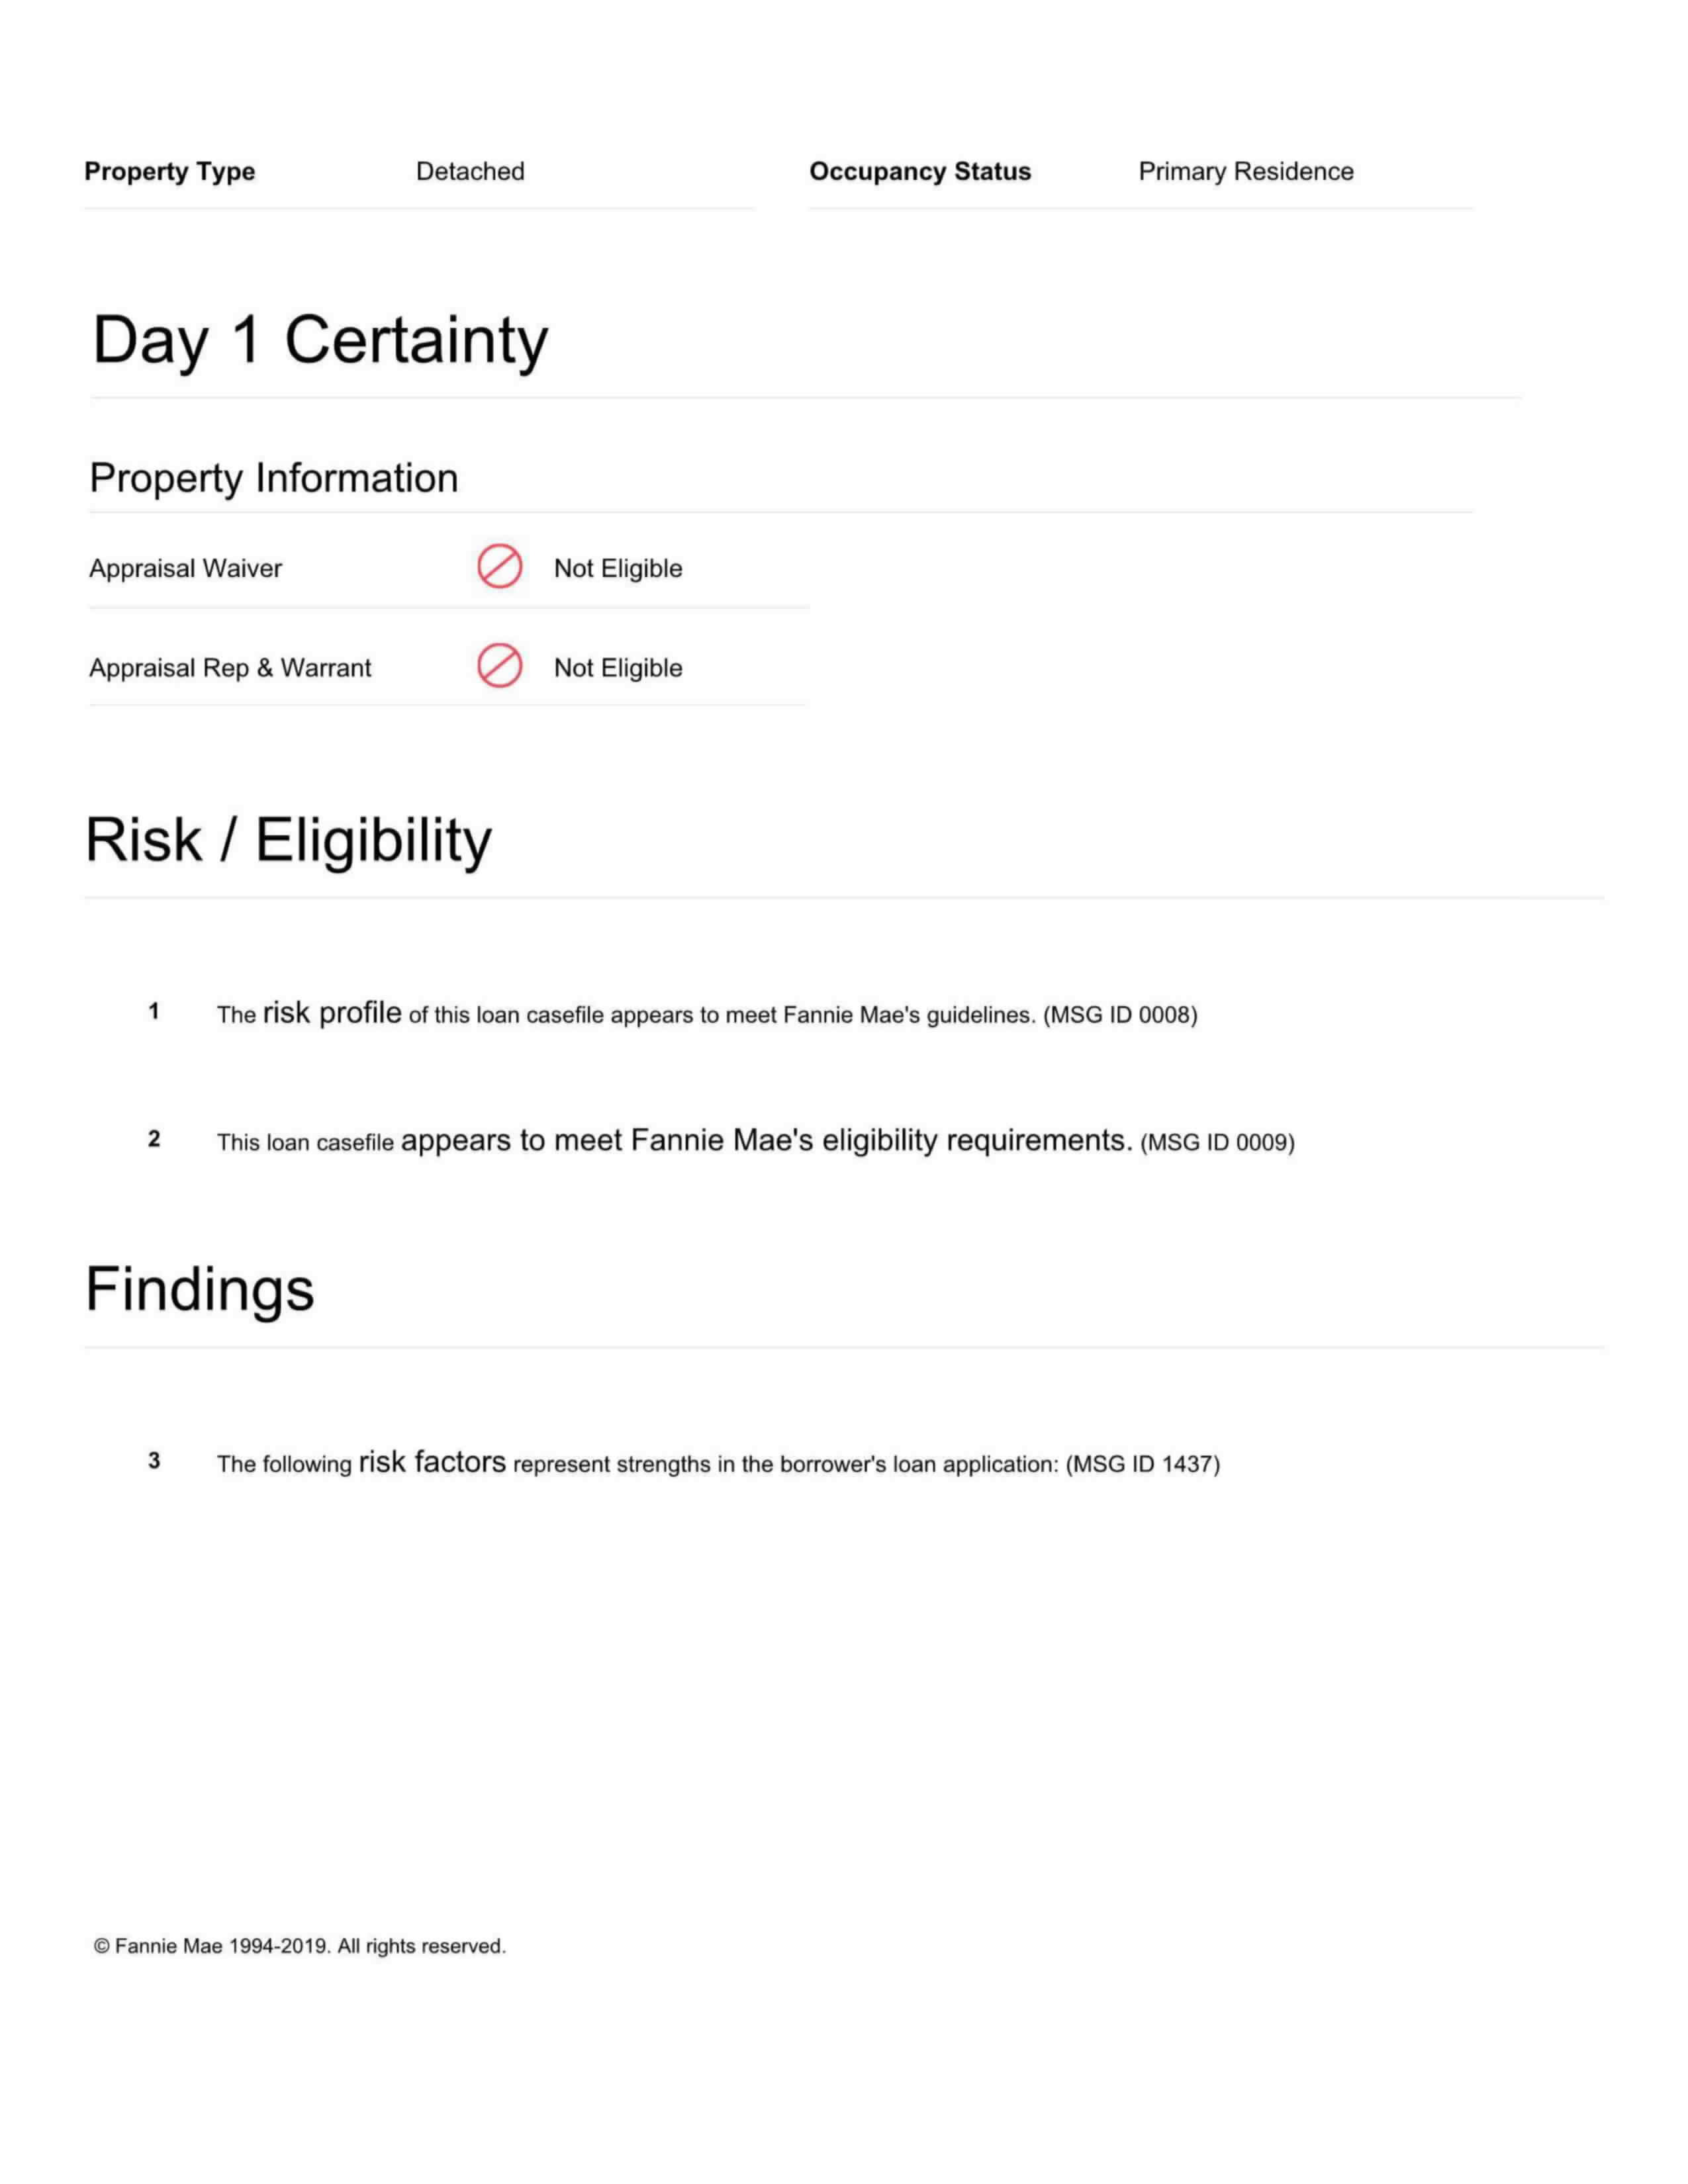 Property Type Detached Occupancy Status Primary Residence
Day 1 Certainty
Property Information
Appraisal Waiver Not Eligible
Appraisal Rep & Warrant Not Eligible
Risk / Eligibility
1 The risk profile of this loan casefile appears to meet Fannie Mae's guidelines. (MSG ID 0008)
2 This loan casefile appears to meet Fannie Mae's eligibility requirements. (MSG ID 0009)
Findings
3 The following risk factors represent strengths in the borrower's loan application: (MSG ID 1437)
© Fannie Mae 1994-2019. All rights reserved.